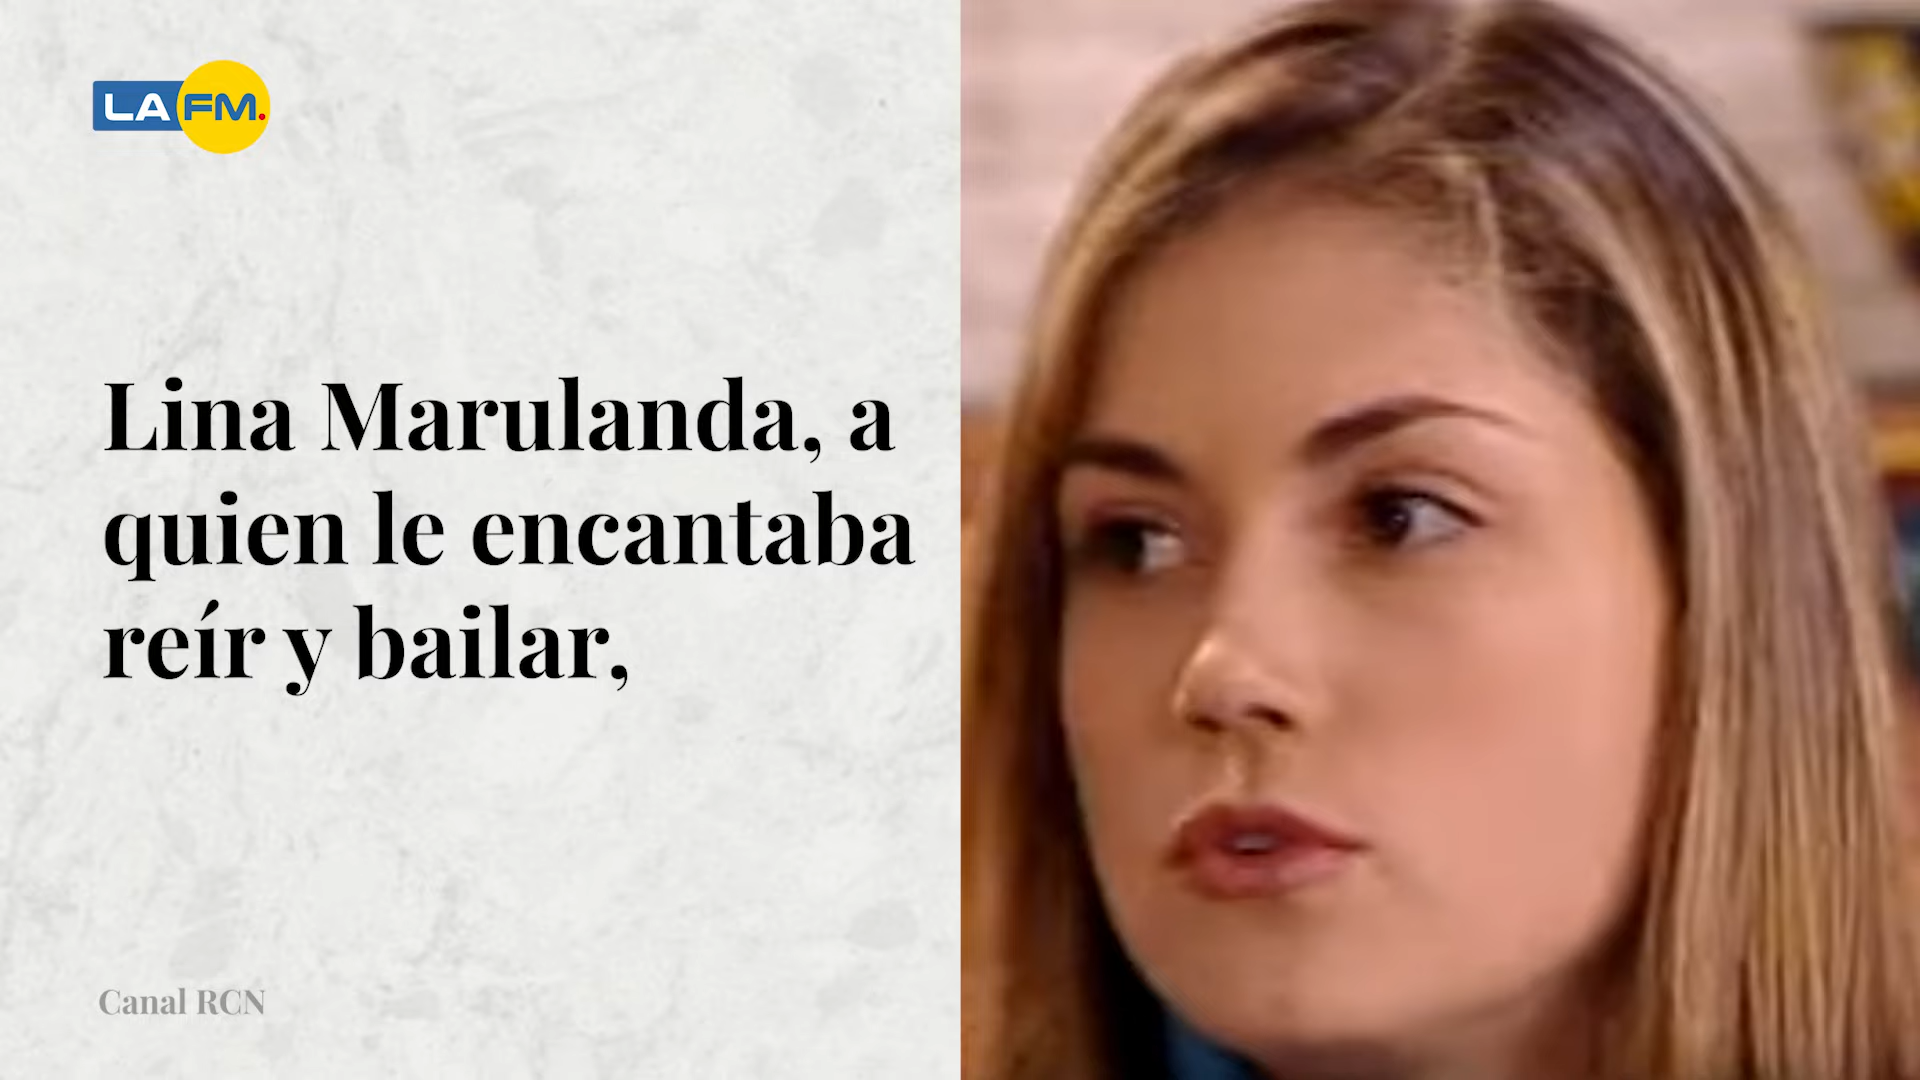 LA FM.
Lina Marulanda, a
quien le encantaba
reír y bailar,
Canal RCN